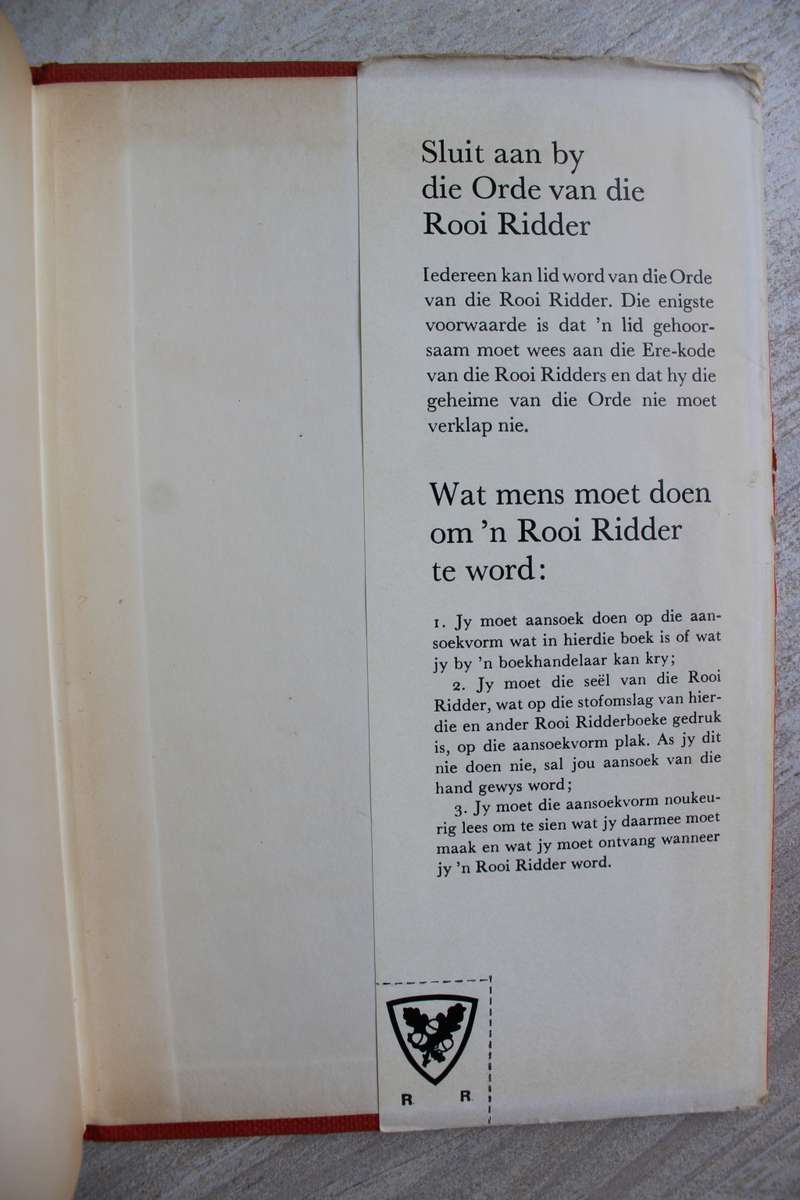 Sluit aan by
die Orde van die
Rooi Ridder
Iedereen kan lid word van die Orde
van die Rooi Ridder. Die enigste
voorwaarde is dat 'n lid gehoor-
saam moet wees aan die Ere-kode
van die Rooi Ridders en dat hy die
geheime van die Orde nie moet
verklap nie.
Wat mens moet doen
om 'n Rooi Ridder
te word:
1. Jy moet aansoek doen op die aan-
soekvorm wat in hierdie boek is of wat
jy by 'n boekhandelaar kan kry;
2. Jy moet die seël van die Rooi
Ridder, wat op die stofomslag van hier-
die en ander Rooi Ridderboeke gedruk
is, op die aansoekvorm plak. As jy dit
nie doen nie, sal jou aansoek van die
hand gewys word;
3. Jy moet die aansoekvorm noukeu-
rig lees om te sien wat jy daarmee moet
maak en wat jy moet ontvang wanneer
jy 'n Rooi Ridder word.
R. R.